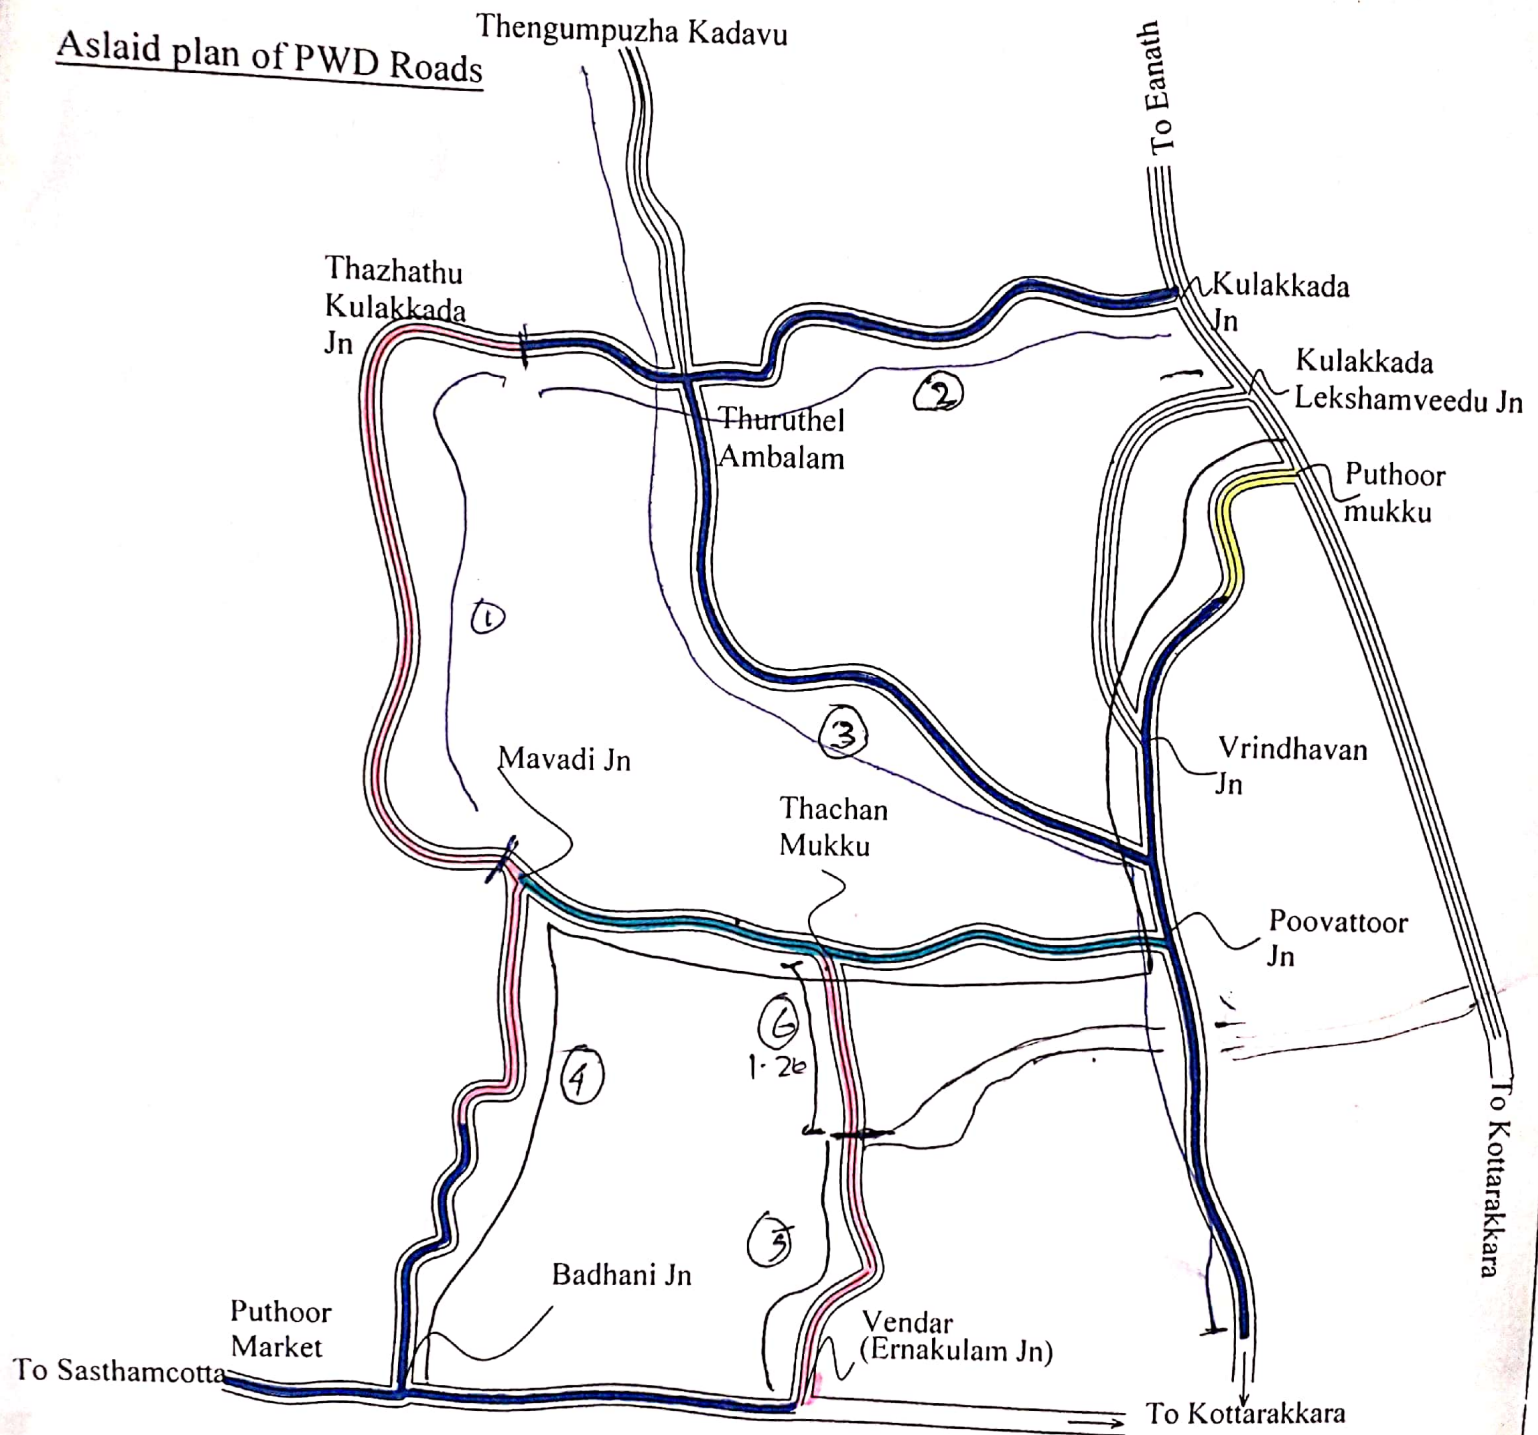 Aslaid plan of PWD Roads
Thengumpuzha Kadavu
To Eanath
Thazhathu
Kulakkada
Jn
Kulakkada
Jn
Kulakkada
Lekshamveedu Jn
2
Thuruthel
Ambalam
Puthoor
mukku
1
3
Mavadi Jn
Vrindhavan
Jn
Thachan
Mukku
Poovattoor
Jn
6
1.26
4
To Kottarakkara
5
Badhani Jn
Puthoor
Market
Vendar
(Ernakulam Jn)
To Sasthamcotta
To Kottarakkara